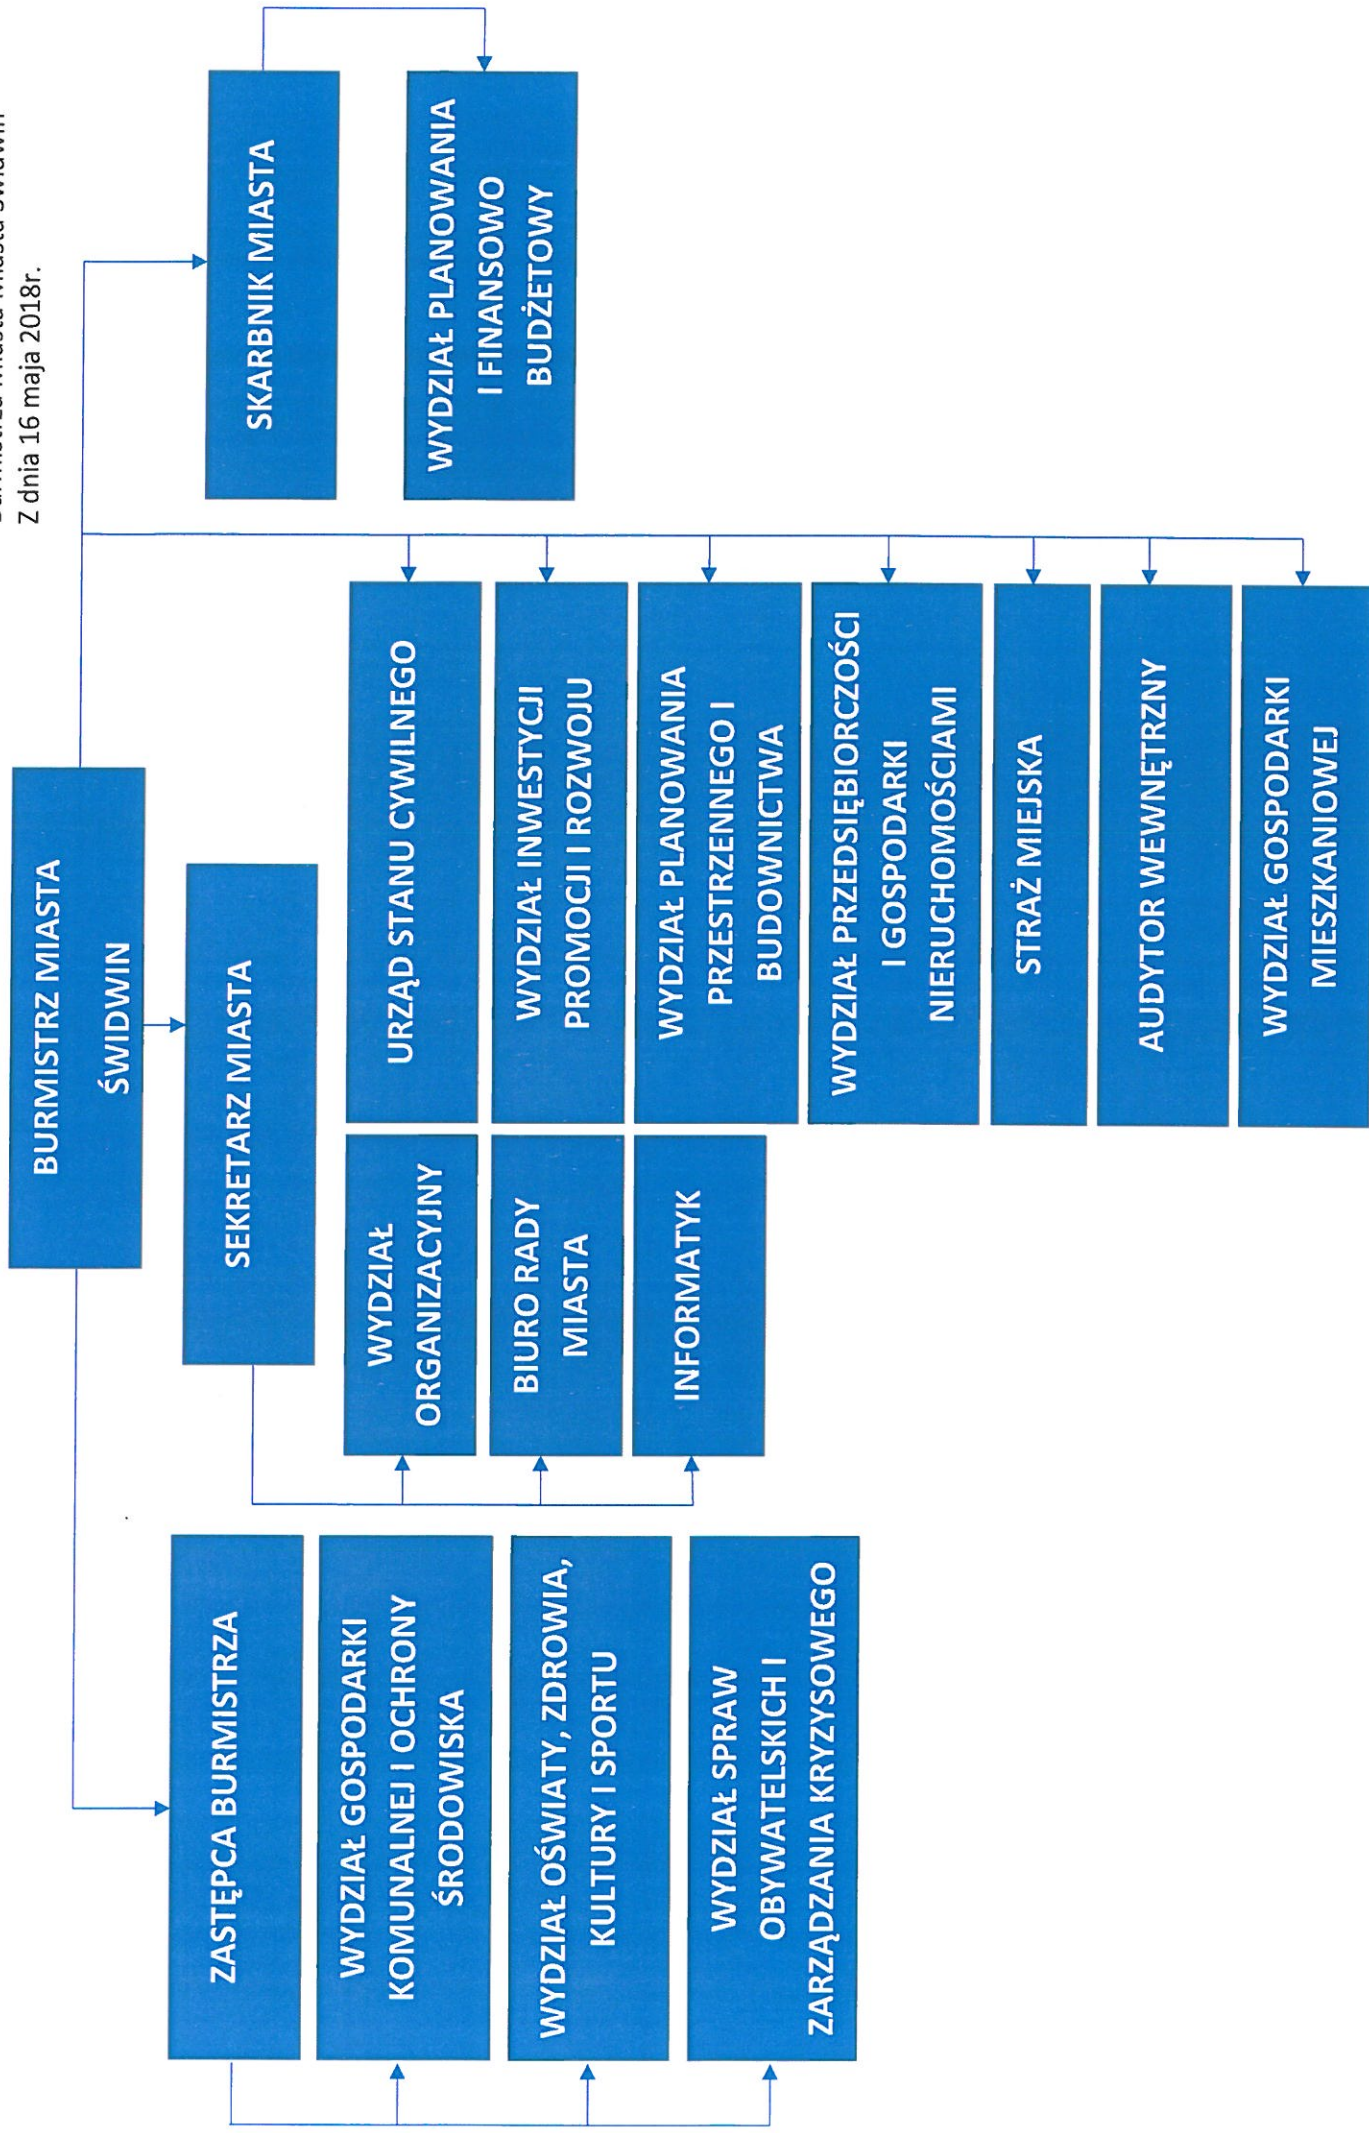 Z dnia 16 maja 2018r.
BURMISTRZ MIASTA
ŚWIDWIN
ZASTĘPCA BURMISTRZA
WYDZIAŁ GOSPODARKI
KOMUNALNEJ I OCHRONY
ŚRODOWISKA
WYDZIAŁ OŚWIATY, ZDROWIA,
KULTURY I SPORTU
WYDZIAŁ SPRAW
OBYWATELSKICH I
ZARZĄDZANIA KRYZYSOWEGO
SEKRETARZ MIASTA
WYDZIAŁ
ORGANIZACYJNY
BIURO RADY
MIASTA
INFORMATYK
URZĄD STANU CYWILNEGO
WYDZIAŁ INWESTYCJI
PROMOCJI I ROZWOJU
WYDZIAŁ PLANOWANIA
PRZESTRZENNEGO I
BUDOWNICTWA
WYDZIAŁ PRZEDSIĘBIORCZOŚCI
I GOSPODARKI
NIERUCHOMOŚCIAMI
STRAŻ MIEJSKA
AUDYTOR WEWNĘTRZNY
WYDZIAŁ GOSPODARKI
MIESZKANIOWEJ
SKARBNIK MIASTA
WYDZIAŁ PLANOWANIA
I FINANSOWO
BUDŻETOWY